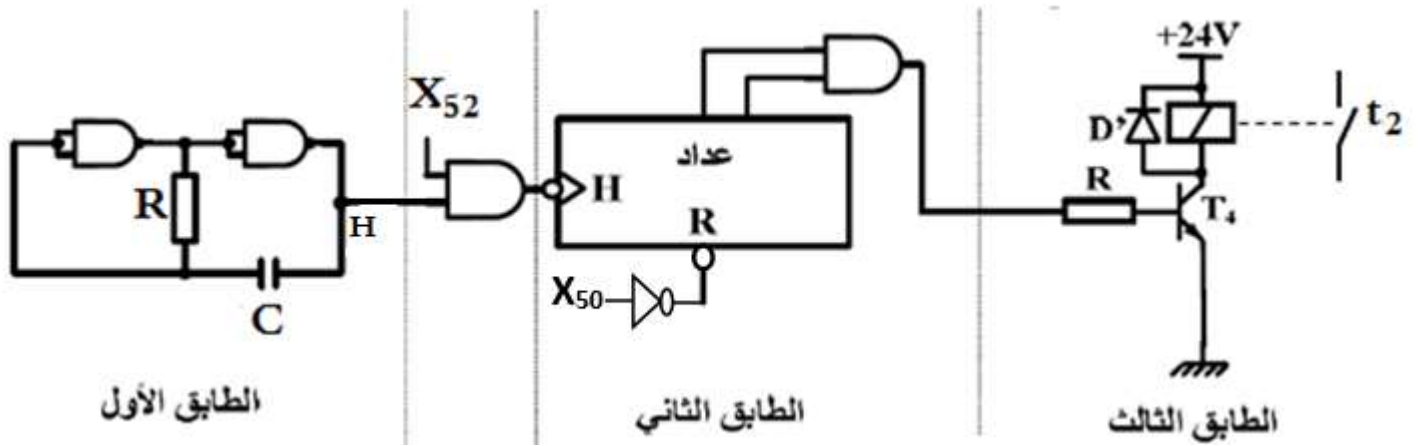 +24V
X52
t2
D'
عداد
H
R
T4
R
R
H
X50
C
الطابق الأول
الطابق الثاني
الطابق الثالث